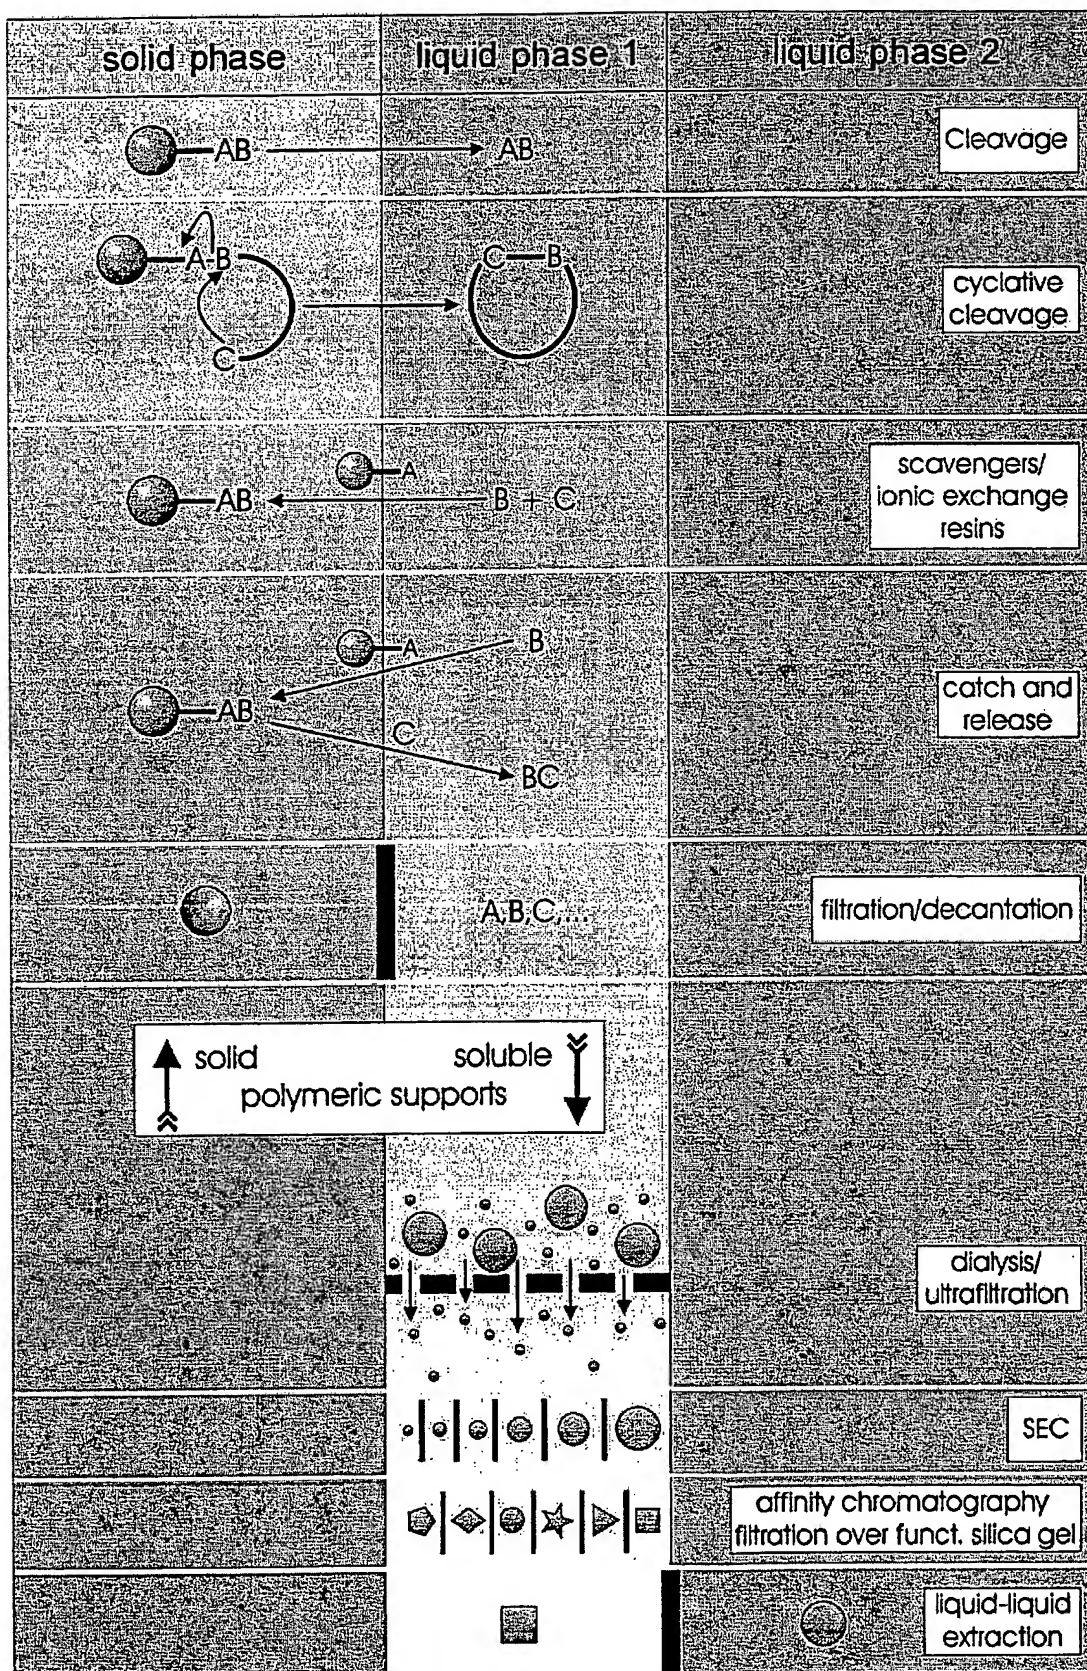 solid phase
liquid phase 1
liquid phase 2
AB
AB
Cleavage
A-B
C
C
B
cyclative
cleavage
A
AB
B + C
scavengers/
ionic exchange
resins
A
B
AB
C
BC
catch and
release
A,B,C,...
filtration/decantation
solid
soluble
polymeric supports
dialysis/
ultrafiltration
SEC
affinity chromatography
filtration over funct. silica gel
liquid-liquid
extraction